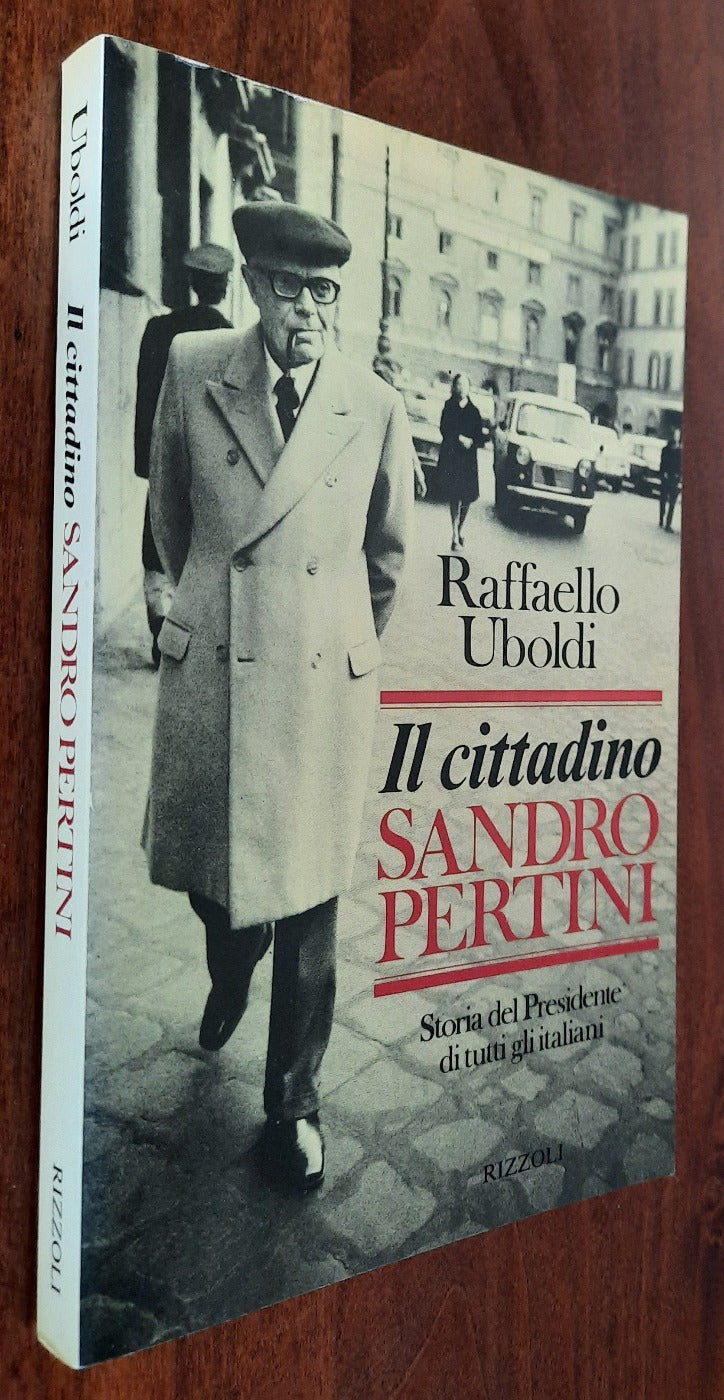 Uboldi Il cittadino SANDRO PERTINI RIZZOLI
Raffaello
Uboldi
Il cittadino
SANDRO
PERTINI
Storia del Presidente
di tutti gli italiani
RIZZOLI